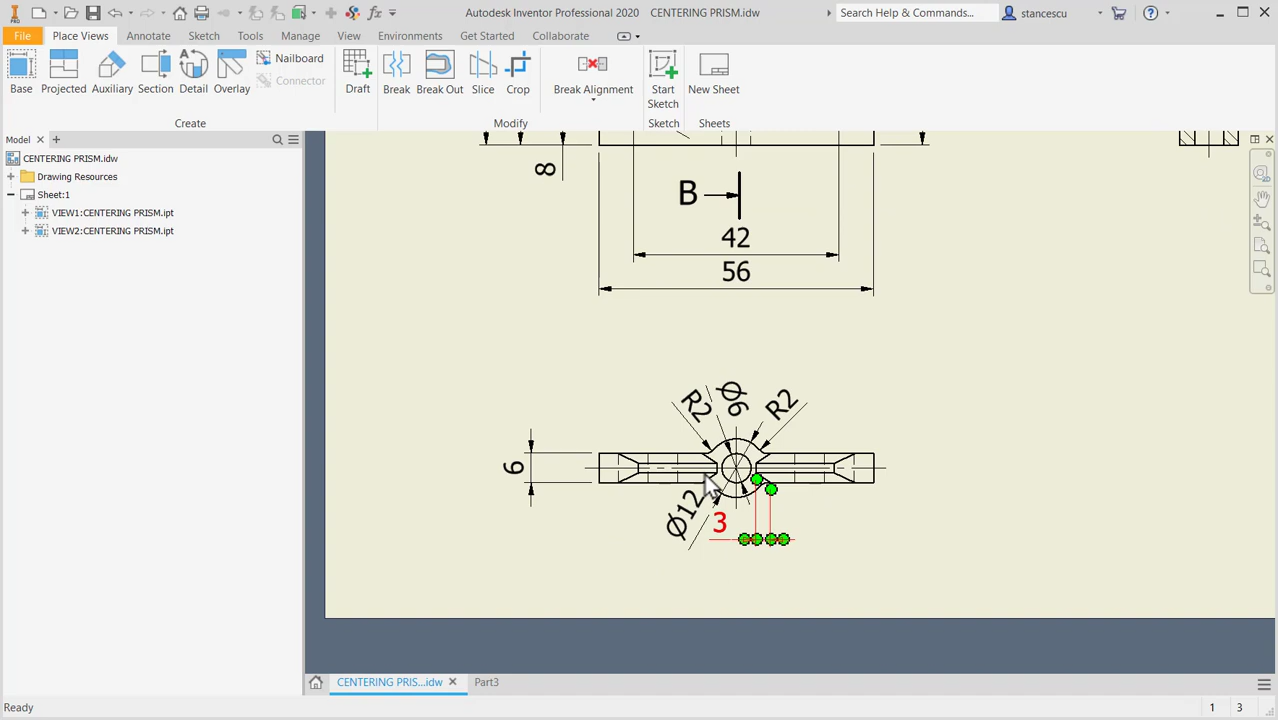 PRO
fx
Autodesk Inventor Professional 2020 CENTERING PRISM.idw
Search Help & Commands...
stancescu
File Place Views Annotate Sketch Tools Manage View Environments Get Started Collaborate
Base Projected Auxiliary Section Detail Overlay
Nailboard
Connector
Draft
Break Break Out Slice Crop
Break Alignment
Start
Sketch
New Sheet
Create Modify Sketch Sheets
Model
CENTERING PRISM.idw
Drawing Resources
Sheet:1
VIEW1:CENTERING PRISM.ipt
VIEW2:CENTERING PRISM.ipt
8
B
42
56
R2
Ø6
R2
6
Ø12
3
CENTERING PRIS...idw
Part3
Ready
1 3